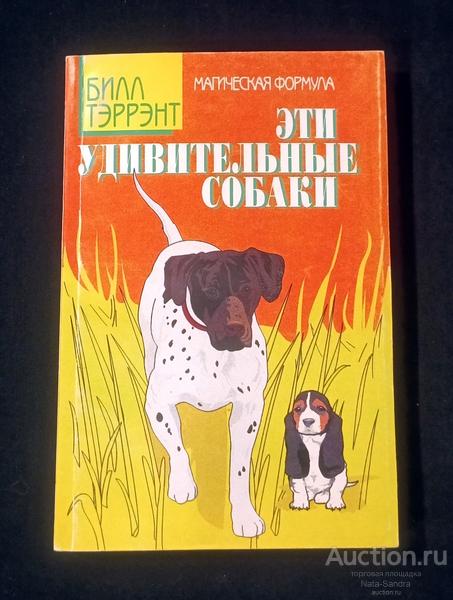 БИЛЛ
ТЭРРЭНТ
МАГИЧЕСКАЯ ФОРМУЛА
ЭТИ
УДИВИТЕЛЬНЫЕ
СОБАКИ
Auction.ru
торговая площадка
Nata-Sandra
auction.ru